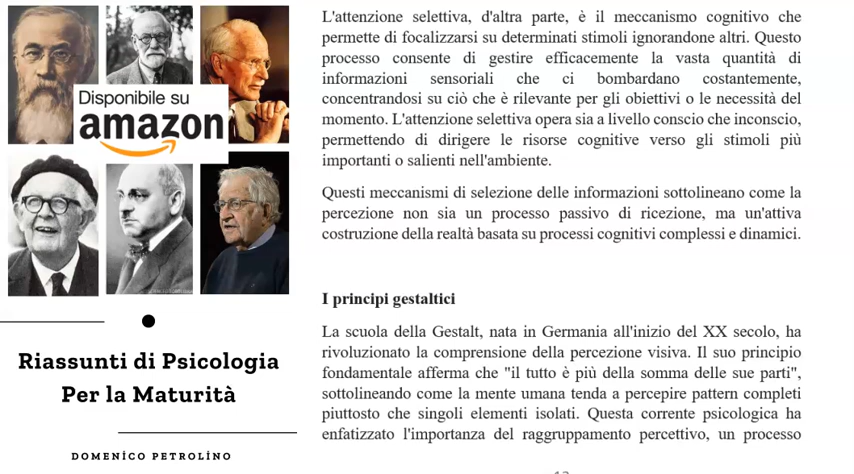 Disponibile su
amazon
Riassunti di Psicologia
Per la Maturità
DOMENİCO PETROLİNO
L'attenzione selettiva, d'altra parte, è il meccanismo cognitivo che
permette di focalizzarsi su determinati stimoli ignorandone altri. Questo
processo consente di gestire efficacemente la vasta quantità di
informazioni sensoriali che ci bombardano costantemente,
concentrandosi su ciò che è rilevante per gli obiettivi o le necessità del
momento. L'attenzione selettiva opera sia a livello conscio che inconscio,
permettendo di dirigere le risorse cognitive verso gli stimoli più
importanti o salienti nell'ambiente.
Questi meccanismi di selezione delle informazioni sottolineano come la
percezione non sia un processo passivo di ricezione, ma un'attiva
costruzione della realtà basata su processi cognitivi complessi e dinamici.
I principi gestaltici
La scuola della Gestalt, nata in Germania all'inizio del XX secolo, ha
rivoluzionato la comprensione della percezione visiva. Il suo principio
fondamentale afferma che "il tutto è più della somma delle sue parti",
sottolineando come la mente umana tenda a percepire pattern completi
piuttosto che singoli elementi isolati. Questa corrente psicologica ha
enfatizzato l'importanza del raggruppamento percettivo, un processo